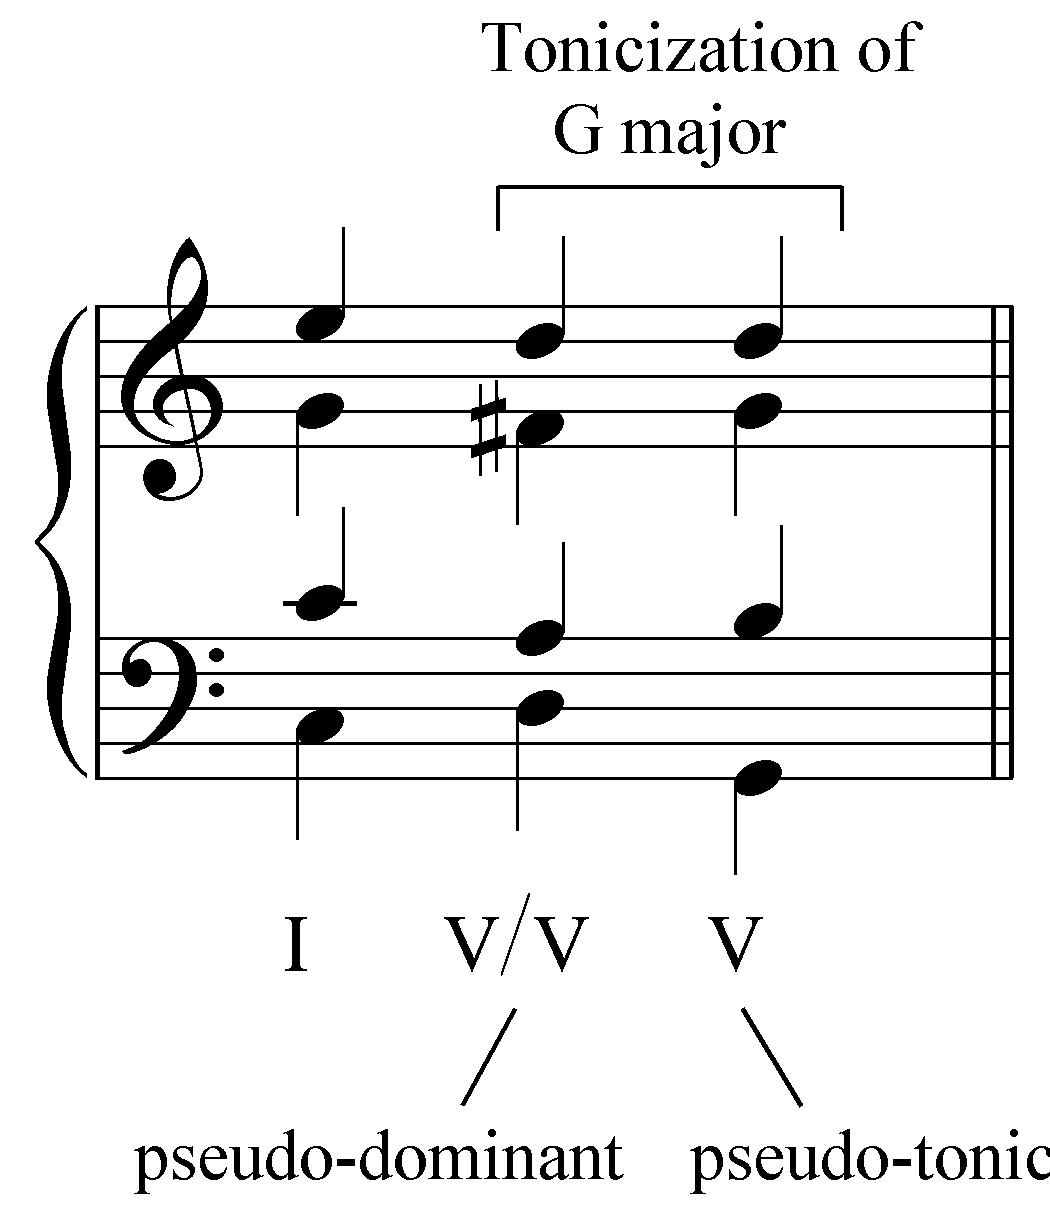 Tonicization of
G major
I V/V V
pseudo-dominant pseudo-tonic